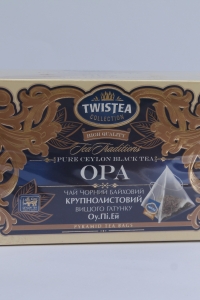 TWISTEA
COLLECTION
HIGH QUALITY
Tea Traditions
PURE CEYLON BLACK TEA
OPA
ЧАЙ ЧОРНИЙ БАЙХОВИЙ
КРУПНОЛИСТОВИЙ
ВИЩОГО ҐАТУНКУ
Оу.Пі.Ей
PYRAMID TEA BAGS